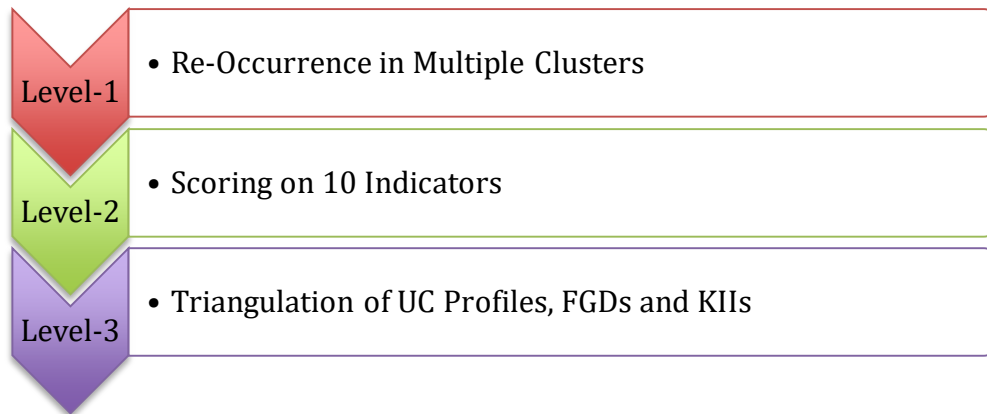 Level-1
• Re-Occurrence in Multiple Clusters
Level-2
• Scoring on 10 Indicators
Level-3
• Triangulation of UC Profiles, FGDs and KIIs